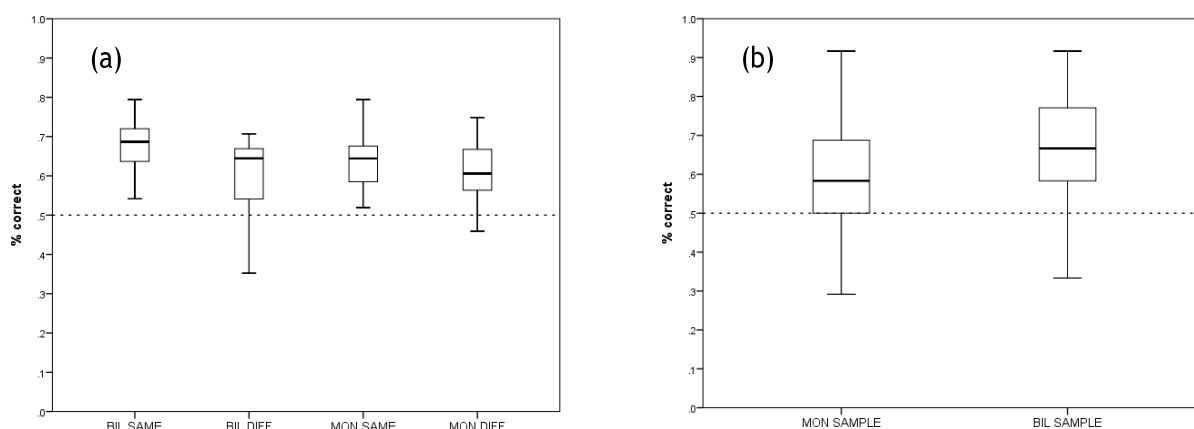 (a)
% correct
1.0
.9
.8
.7
.6
.5
.4
.3
.2
.1
.0
BIL SAME
BIL DIFF
MON SAME
MON DIFF
(b)
% correct
1.0
.9
.8
.7
.6
.5
.4
.3
.2
.1
.0
MON SAMPLE
BIL SAMPLE